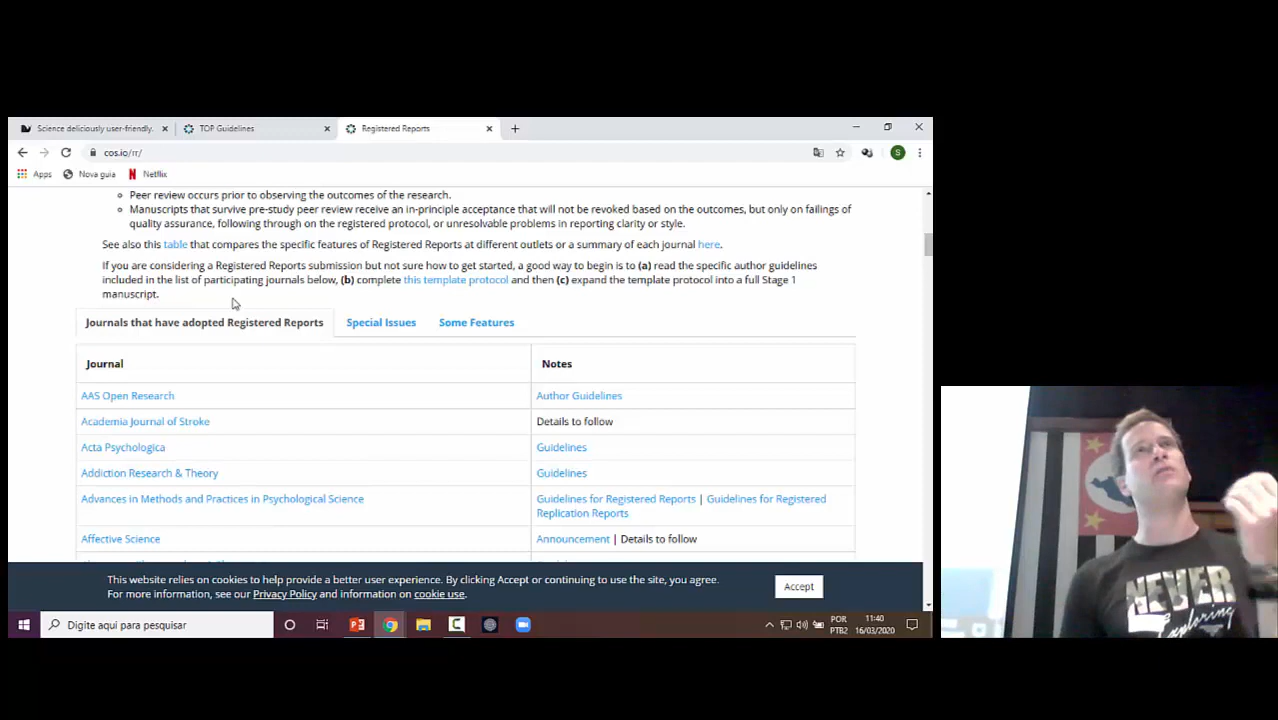 Science deliciously user-friendly.
TOP Guidelines
Registered Reports
cos.io/rr/
S
Apps
Nova guia
Netflix
Peer review occurs prior to observing the outcomes of the research.
Manuscripts that survive pre-study peer review receive an in-principle acceptance that will not be revoked based on the outcomes, but only on failings of
quality assurance, following through on the registered protocol, or unresolvable problems in reporting clarity or style.
See also this table that compares the specific features of Registered Reports at different outlets or a summary of each journal here.
If you are considering a Registered Reports submission but not sure how to get started, a good way to begin is to (a) read the specific author guidelines
included in the list of participating journals below, (b) complete this template protocol and then (c) expand the template protocol into a full Stage 1
manuscript.
Journals that have adopted Registered Reports Special Issues Some Features
Journal Notes
AAS Open Research Author Guidelines
Academia Journal of Stroke Details to follow
Acta Psychologica Guidelines
Addiction Research & Theory Guidelines
Advances in Methods and Practices in Psychological Science Guidelines for Registered Reports | Guidelines for Registered
Replication Reports
Affective Science Announcement | Details to follow
This website relies on cookies to help provide a better user experience. By clicking Accept or continuing to use the site, you agree.
For more information, see our Privacy Policy and information on cookie use.
Accept
Digite aqui para pesquisar
POR
PTB2
11:40
16/03/2020
NEVER
Exploring